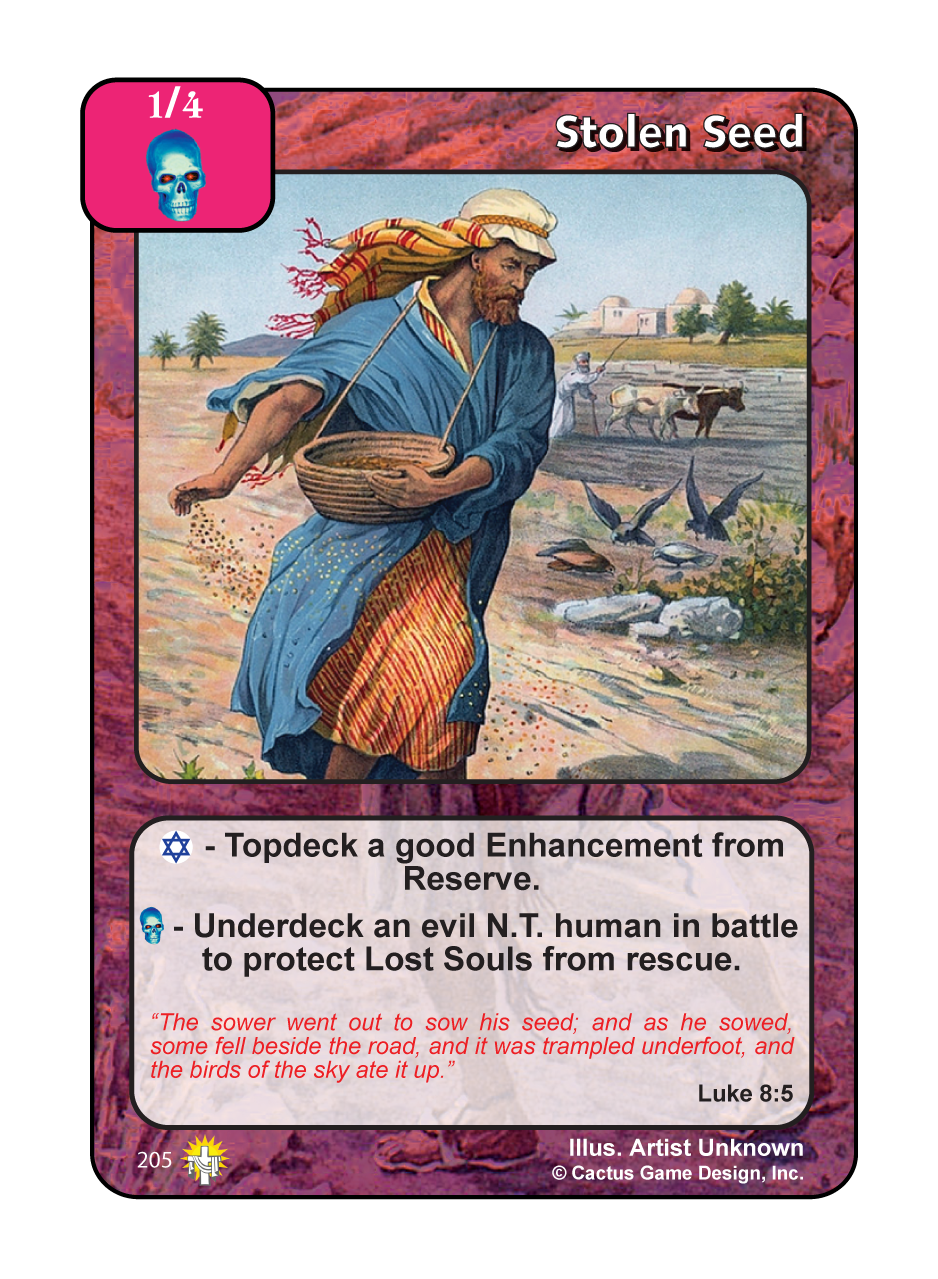 1/4
Stolen Seed
- Topdeck a good Enhancement from
Reserve.
- Underdeck an evil N.T. human in battle
to protect Lost Souls from rescue.
“The sower went out to sow his seed; and as he sowed,
some fell beside the road, and it was trampled underfoot, and
the birds of the sky ate it up.”
Luke 8:5
205
Illus. Artist Unknown
© Cactus Game Design, Inc.